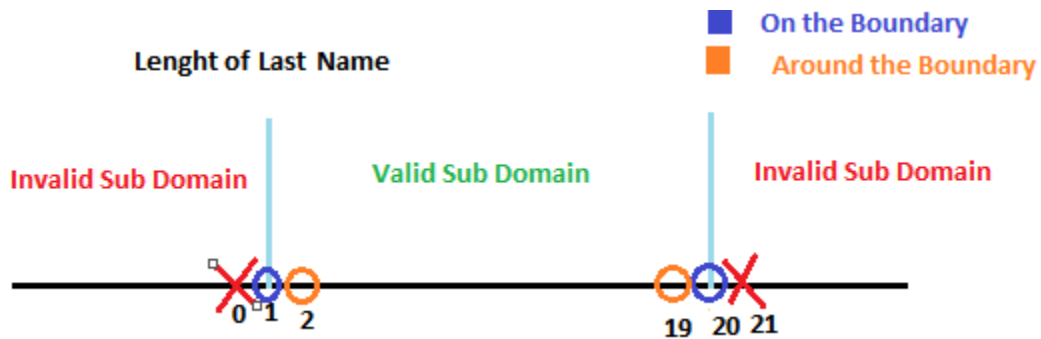 On the Boundary
Lenght of Last Name
Around the Boundary
Invalid Sub Domain
Valid Sub Domain
Invalid Sub Domain
0 1 2 19 20 21